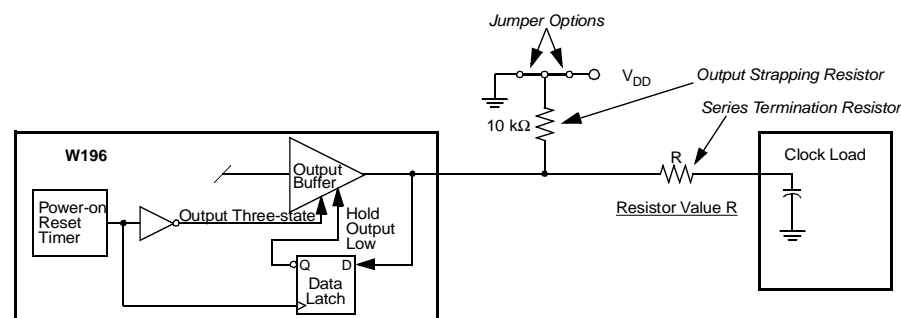 Jumper Options
VDD
Output Strapping Resistor
Series Termination Resistor
10 kΩ
W196
Output
Buffer
R
Clock Load
Power-on
Reset
Timer
Output Three-state
Hold
Output
Low
Resistor Value R
Q D
Data
Latch